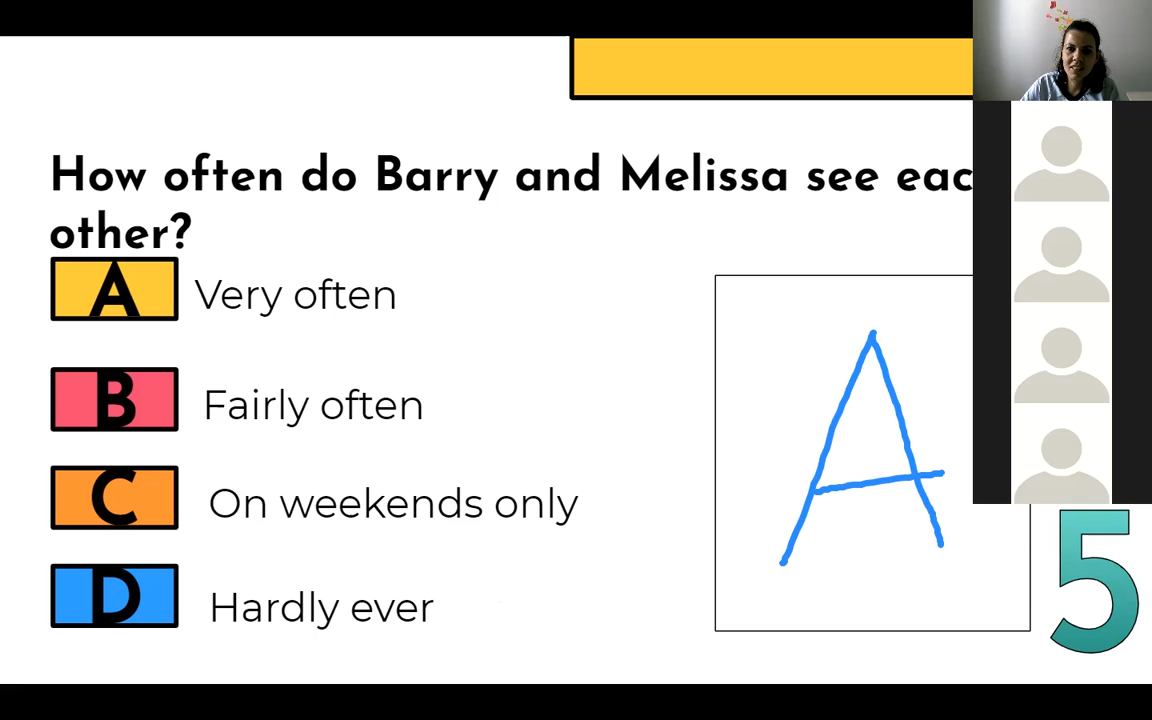 How often do Barry and Melissa see eac
other?
A Very often
B Fairly often
C On weekends only
D Hardly ever
A
5